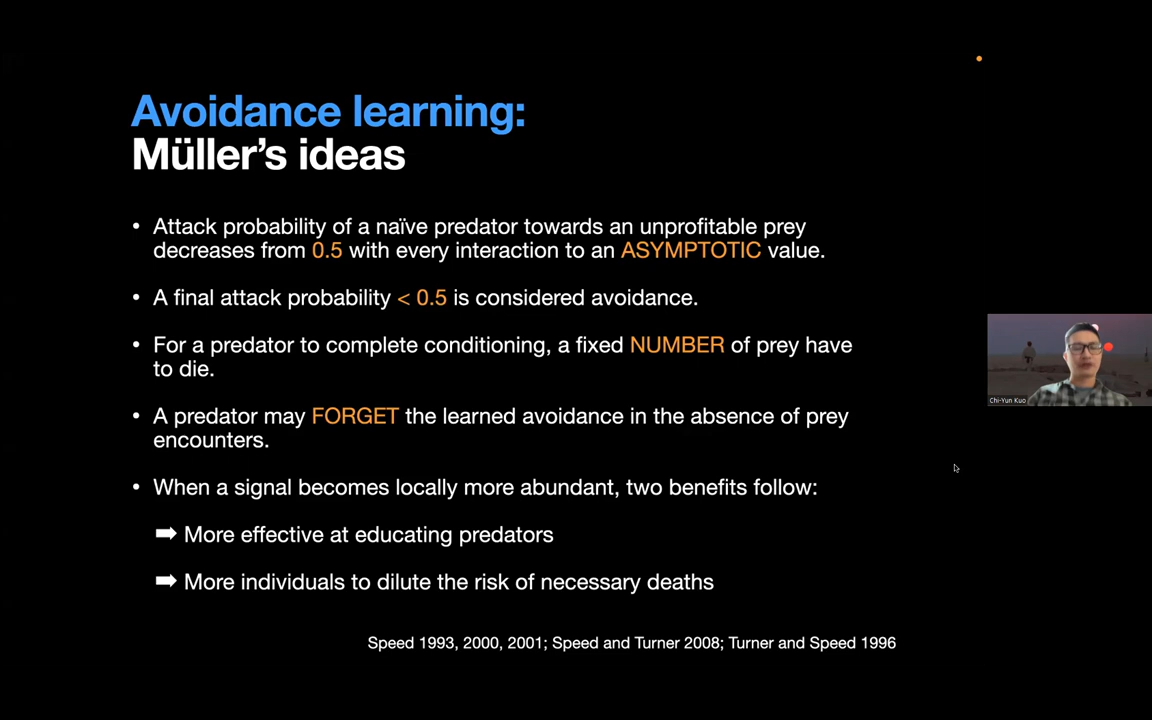 Avoidance learning:
Müller’s ideas
• Attack probability of a naïve predator towards an unprofitable prey
decreases from 0.5 with every interaction to an ASYMPTOTIC value.
• A final attack probability < 0.5 is considered avoidance.
• For a predator to complete conditioning, a fixed NUMBER of prey have
to die.
• A predator may FORGET the learned avoidance in the absence of prey
encounters.
• When a signal becomes locally more abundant, two benefits follow:
➡ More effective at educating predators
➡ More individuals to dilute the risk of necessary deaths
Speed 1993, 2000, 2001; Speed and Turner 2008; Turner and Speed 1996
Chi-Yun Kuo